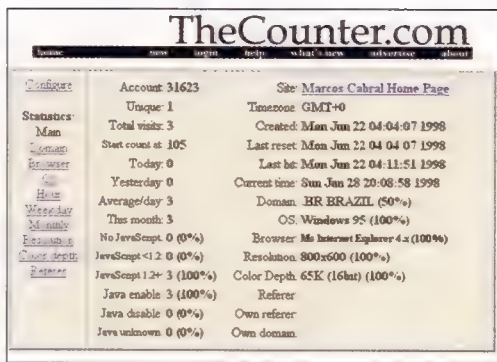 TheCounter.com
home new login help what's new advertise about
Configure
Statistics:
Main
Domain
Browser
Hour
Weekday
Monthly
Resolution
Color depth
Referer
Account: 31623
Unique: 1
Total visits: 3
Start count at: 105
Today: 0
Yesterday: 0
Average/day: 3
This month: 3
No JavaScript: 0 (0%)
JavaScript <1.2: 0 (0%)
JavaScript 1.2+: 3 (100%)
Java enable: 3 (100%)
Java disable: 0 (0%)
Java unknown: 0 (0%)
Site: Marcos Cabral Home Page
Timezone: GMT+0
Created: Mon Jun 22 04:04:07 1998
Last reset: Mon Jun 22 04:04:07 1998
Last hit: Mon Jun 22 04:11:51 1998
Current time: Sun Jan 28 20:08:58 1998
Domain: .BR BRAZIL (50%)
OS: Windows 95 (100%)
Browser: Ms Internet Explorer 4.x (100%)
Resolution: 800x600 (100%)
Color Depth: 65K (16bit) (100%)
Referer
Own referer
Own domain